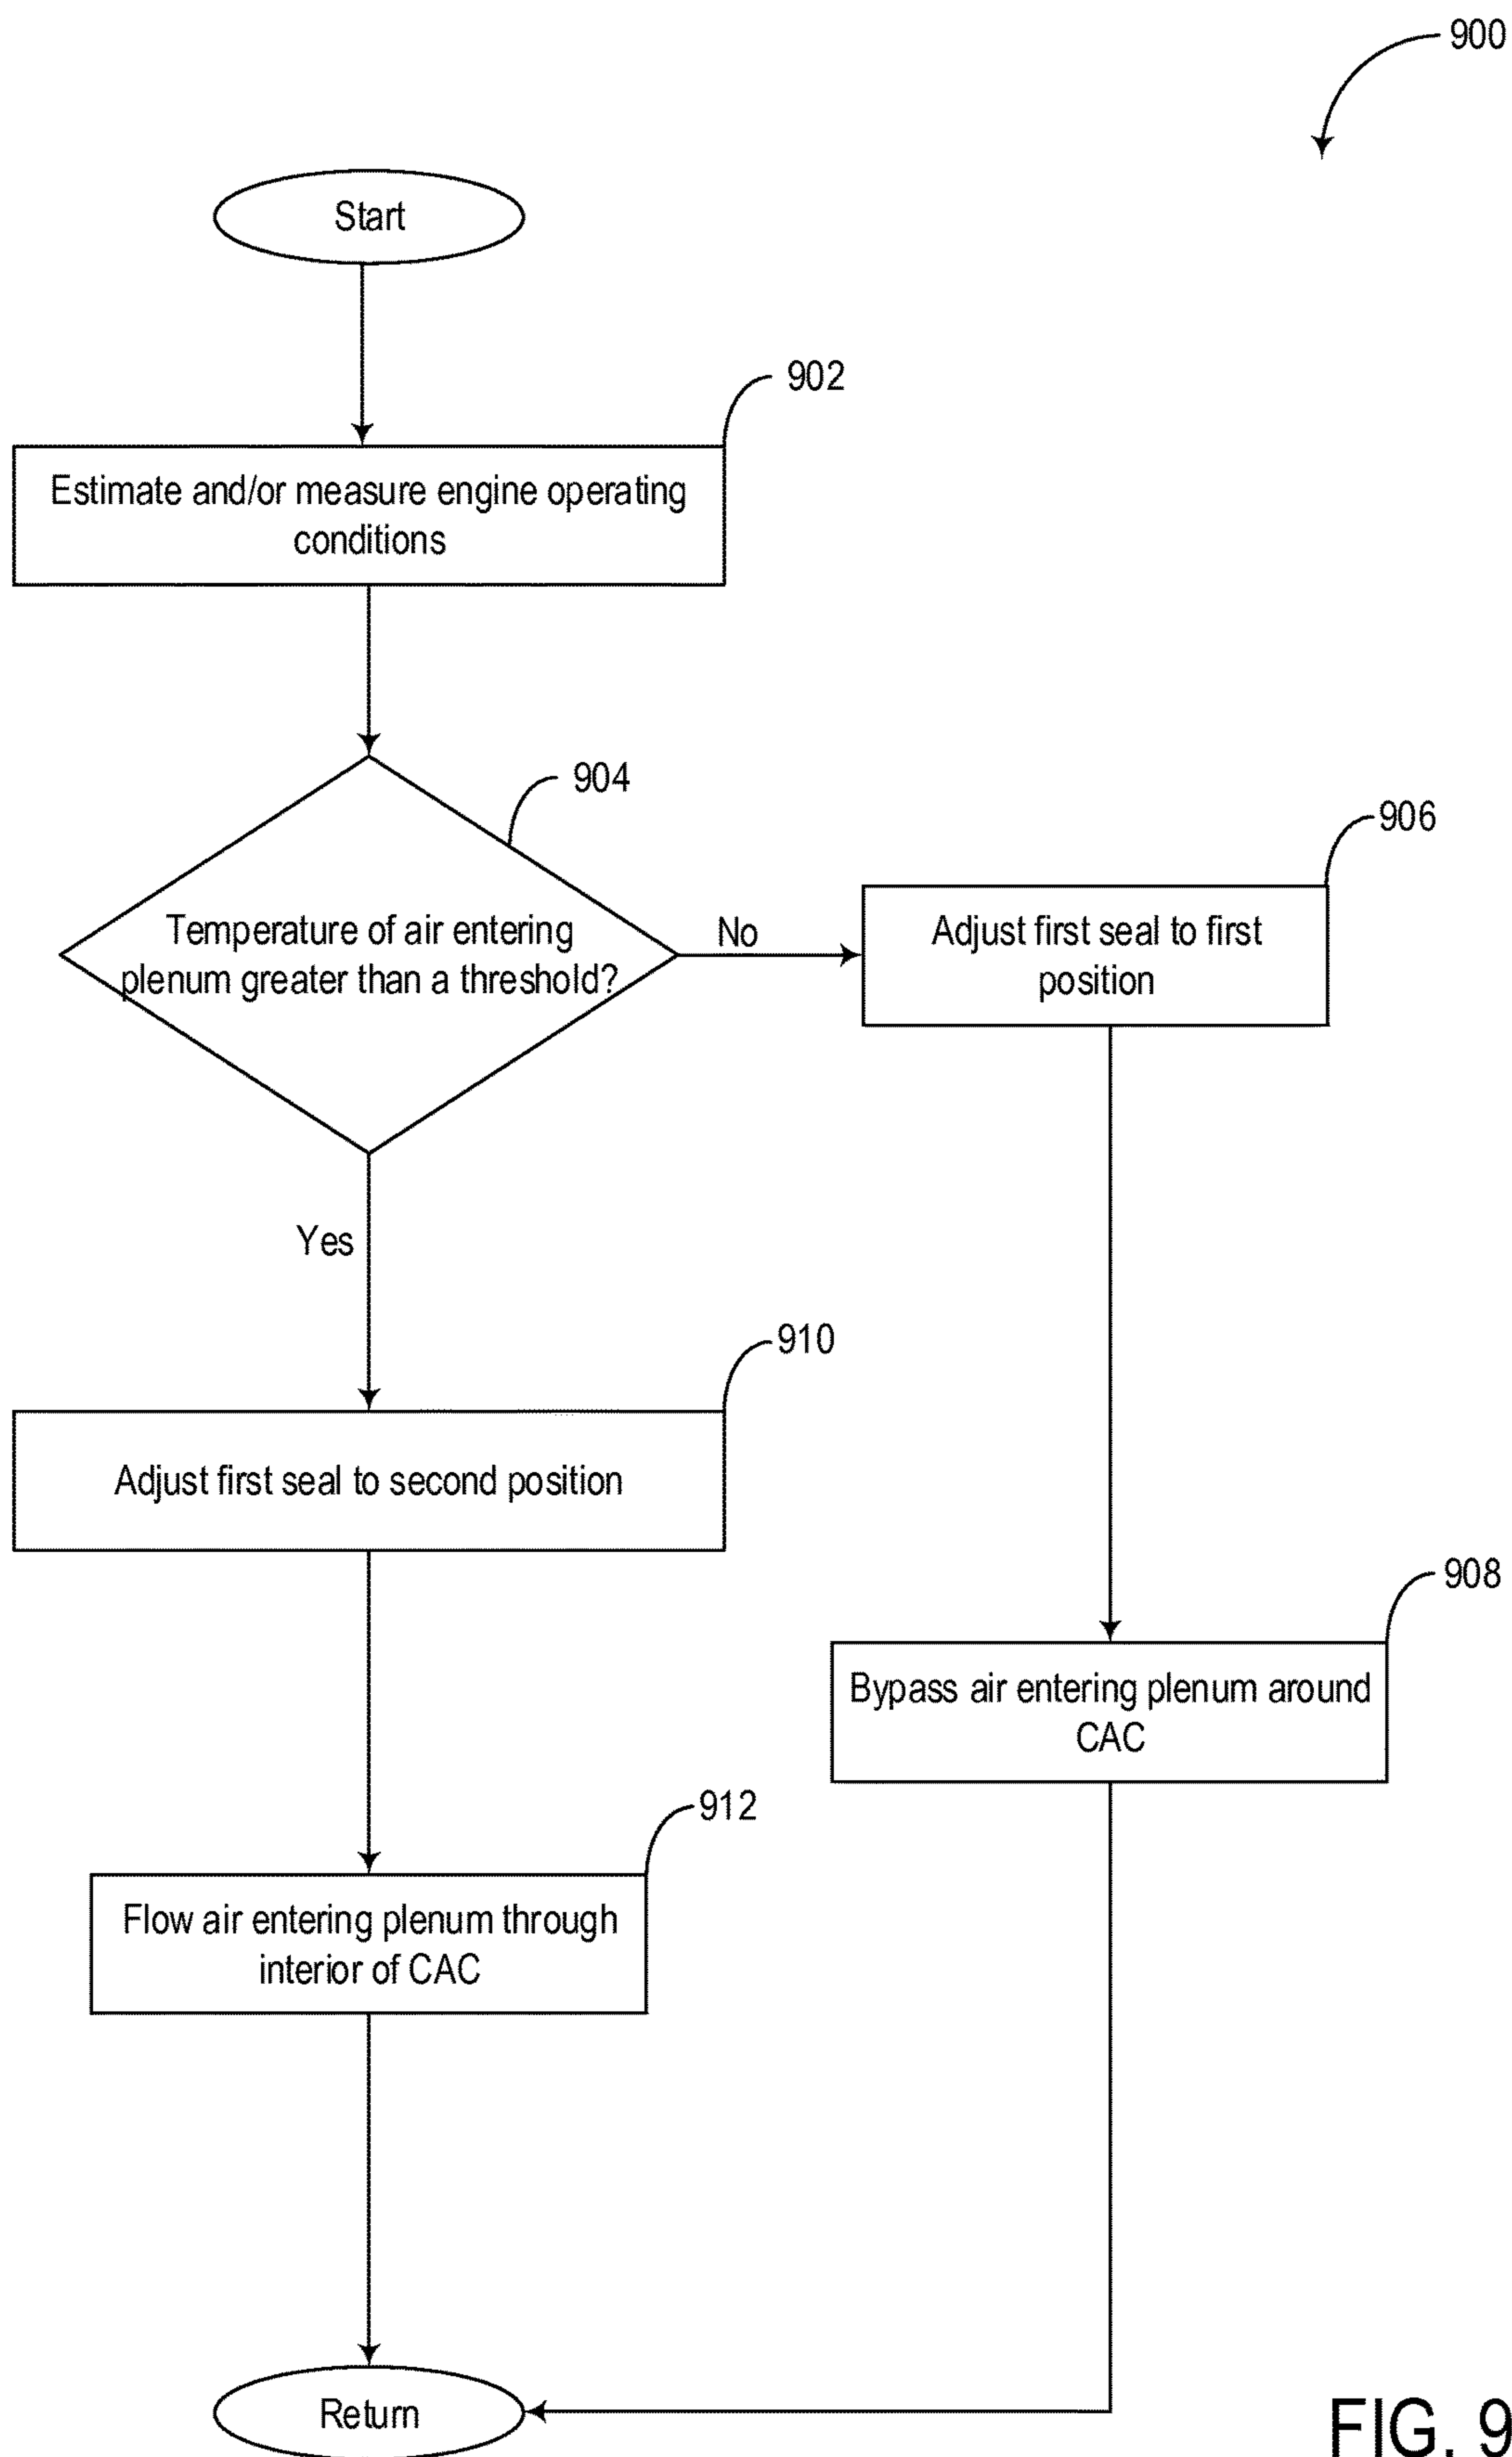 900
Start
902
Estimate and/or measure engine operating
conditions
904
Temperature of air entering
plenum greater than a threshold?
No
906
Adjust first seal to first
position
Yes
910
Adjust first seal to second position
908
Bypass air entering plenum around
CAC
912
Flow air entering plenum through
interior of CAC
Return
FIG. 9